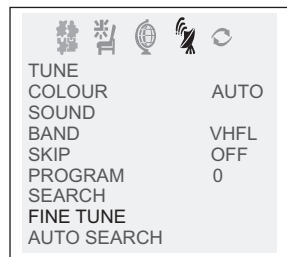 TUNE
COLOUR AUTO
SOUND
BAND VHFL
SKIP OFF
PROGRAM 0
SEARCH
FINE TUNE
AUTO SEARCH